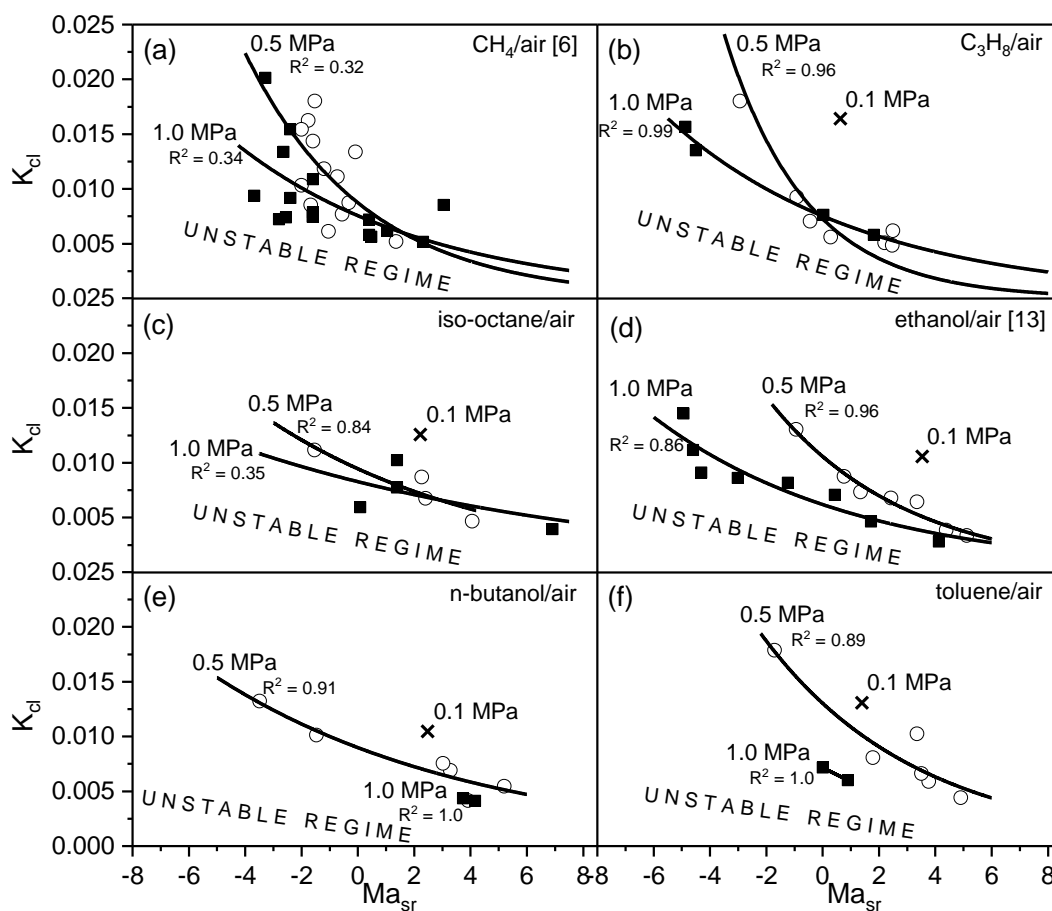 0.025
(a)
0.5 MPa
R² = 0.32
CH₄/air [6]
(b)
0.5 MPa
R² = 0.96
C₃H₈/air
0.020
0.015
0.010
0.005
0.025
K_cl
1.0 MPa
R² = 0.34
UNSTABLE REGIME
1.0 MPa
R² = 0.99
0.1 MPa
UNSTABLE REGIME
(c)
iso-octane/air
(d)
ethanol/air [13]
0.020
0.015
0.010
0.005
0.025
K_cl
0.5 MPa
R² = 0.84
0.1 MPa
1.0 MPa
R² = 0.35
UNSTABLE REGIME
1.0 MPa
R² = 0.86
0.5 MPa
R² = 0.96
0.1 MPa
UNSTABLE REGIME
(e)
n-butanol/air
(f)
toluene/air
0.020
0.015
0.010
0.005
0.000
K_cl
0.5 MPa
R² = 0.91
0.1 MPa
1.0 MPa
R² = 1.0
UNSTABLE REGIME
0.5 MPa
R² = 0.89
0.1 MPa
1.0 MPa
R² = 1.0
UNSTABLE REGIME
-8 -6 -4 -2 0 2 4 6 8 -8 -6 -4 -2 0 2 4 6 8
Ma_sr Ma_sr